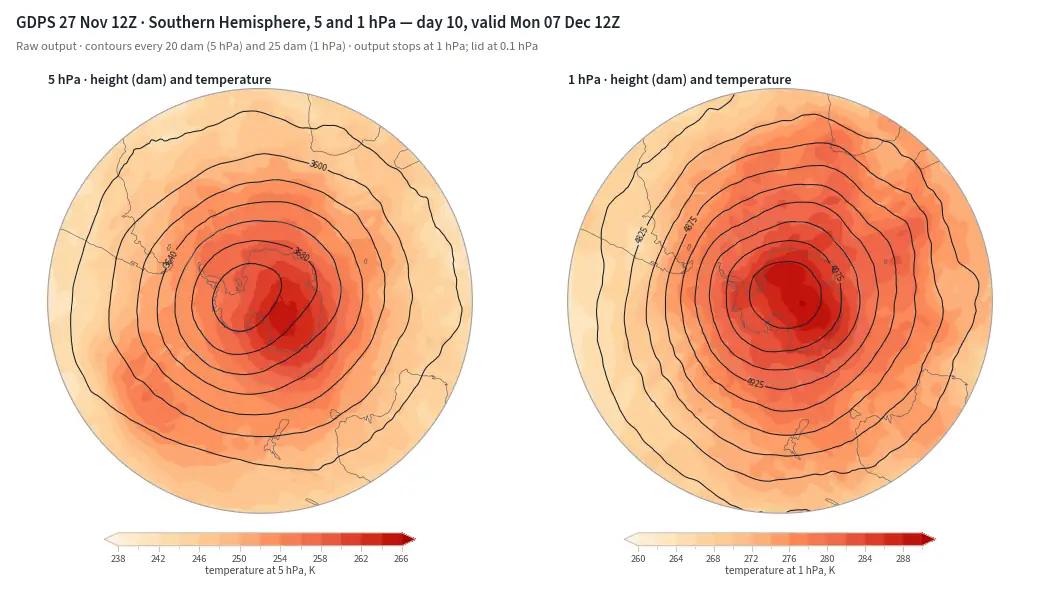 GDPS 27 Nov 12Z · Southern Hemisphere, 5 and 1 hPa — day 10, valid Mon 07 Dec 12Z
Raw output · contours every 20 dam (5 hPa) and 25 dam (1 hPa) · output stops at 1 hPa; lid at 0.1 hPa
5 hPa · height (dam) and temperature
1 hPa · height (dam) and temperature
3600
3640
3680
4825
4875
4975
4925
238 242 246 250 254 258 262 266
temperature at 5 hPa, K
260 264 268 272 276 280 284 288
temperature at 1 hPa, K